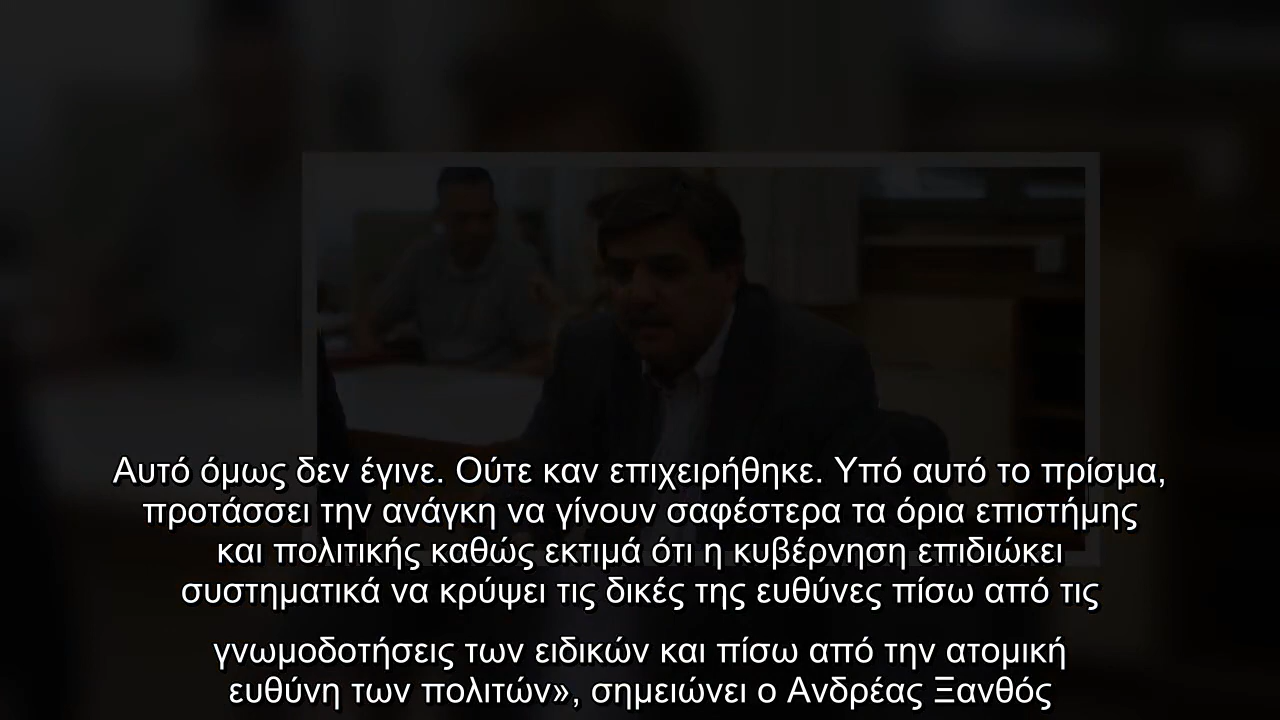 Αυτό όμως δεν έγινε. Ούτε καν επιχειρήθηκε. Υπό αυτό το πρίσμα,
προτάσσει την ανάγκη να γίνουν σαφέστερα τα όρια επιστήμης
και πολιτικής καθώς εκτιμά ότι η κυβέρνηση επιδιώκει
συστηματικά να κρύψει τις δικές της ευθύνες πίσω από τις
γνωμοδοτήσεις των ειδικών και πίσω από την ατομική
ευθύνη των πολιτών», σημειώνει ο Ανδρέας Ξανθός